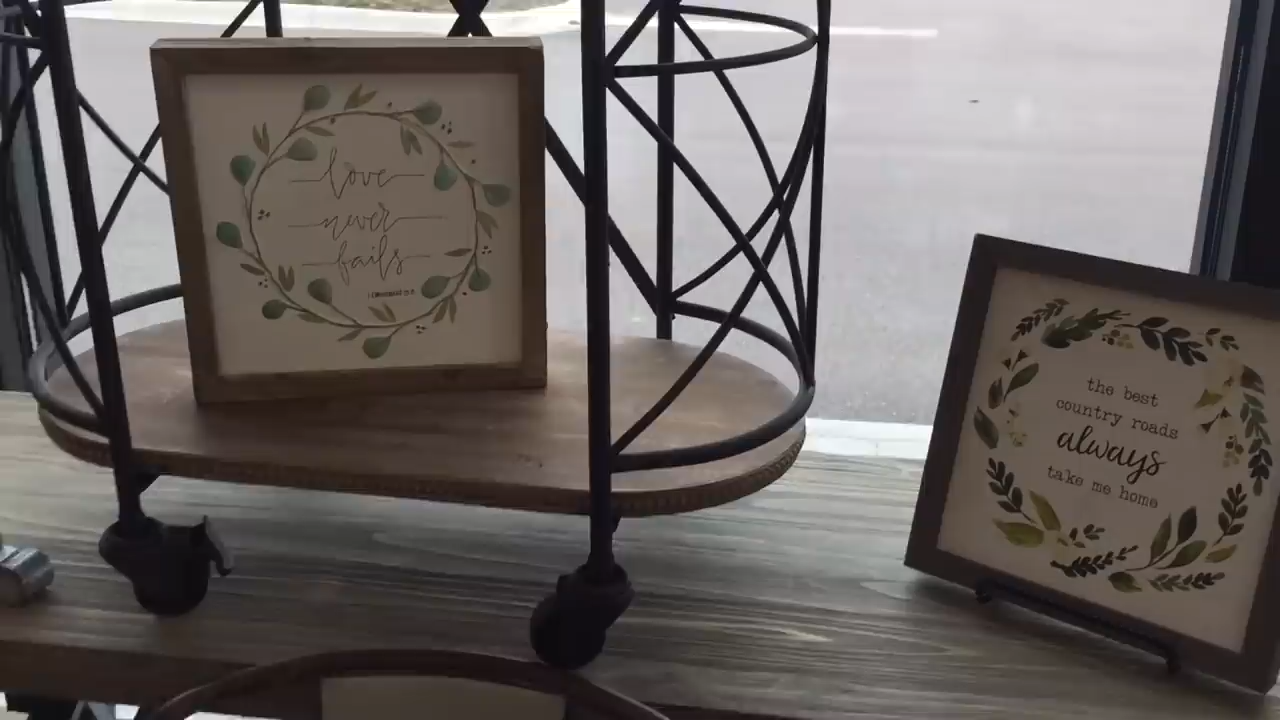 love
never
fails
the best
country roads
always
take me home